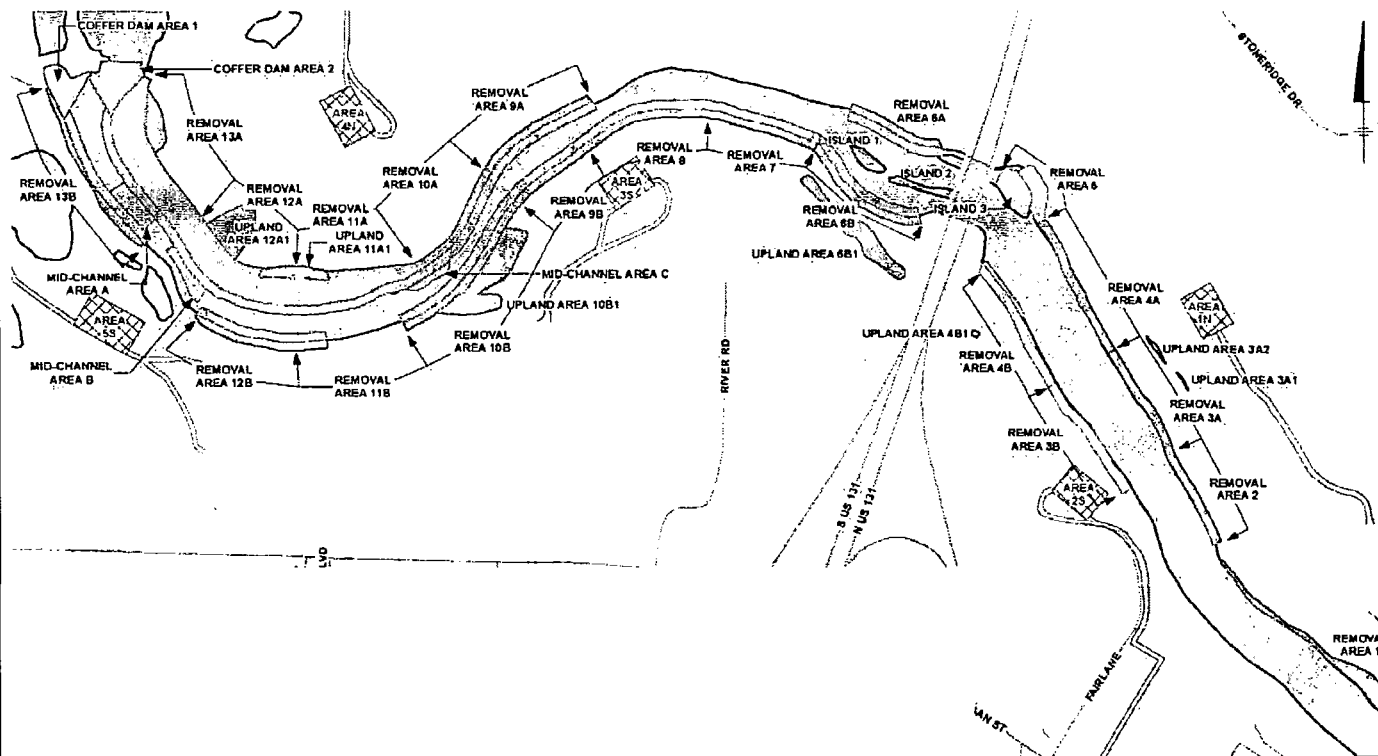 COFFER DAM AREA 1
COFFER DAM AREA 2
STONERIDGE DR
REMOVAL
AREA 9A
AREA
4N
REMOVAL
AREA 13A
REMOVAL
AREA 6A
ISLAND 1
REMOVAL
AREA 8
REMOVAL
AREA 7
ISLAND 2
REMOVAL
AREA 6
REMOVAL
AREA 10A
REMOVAL
AREA 13B
REMOVAL
AREA 12A
AREA
3S
REMOVAL
AREA 9B
REMOVAL
AREA 11A
ISLAND 3
REMOVAL
AREA 6B
UPLAND
AREA 12A1
UPLAND
AREA 11A1
UPLAND AREA 6B1
MID-CHANNEL
AREA A
MID-CHANNEL AREA C
REMOVAL
AREA 4A
AREA
1N
UPLAND AREA 10B1
AREA
5S
UPLAND AREA 4B1
REMOVAL
AREA 10B
UPLAND AREA 3A2
REMOVAL
AREA 4B
MID-CHANNEL
AREA B
REMOVAL
AREA 12B
REMOVAL
AREA 11B
RIVER RD
UPLAND AREA 3A1
REMOVAL
AREA 3A
REMOVAL
AREA 3B
AREA
2S
REMOVAL
AREA 2
S US 131
N US 131
FAIRLANE
REMOVA
AREA 1
AN ST